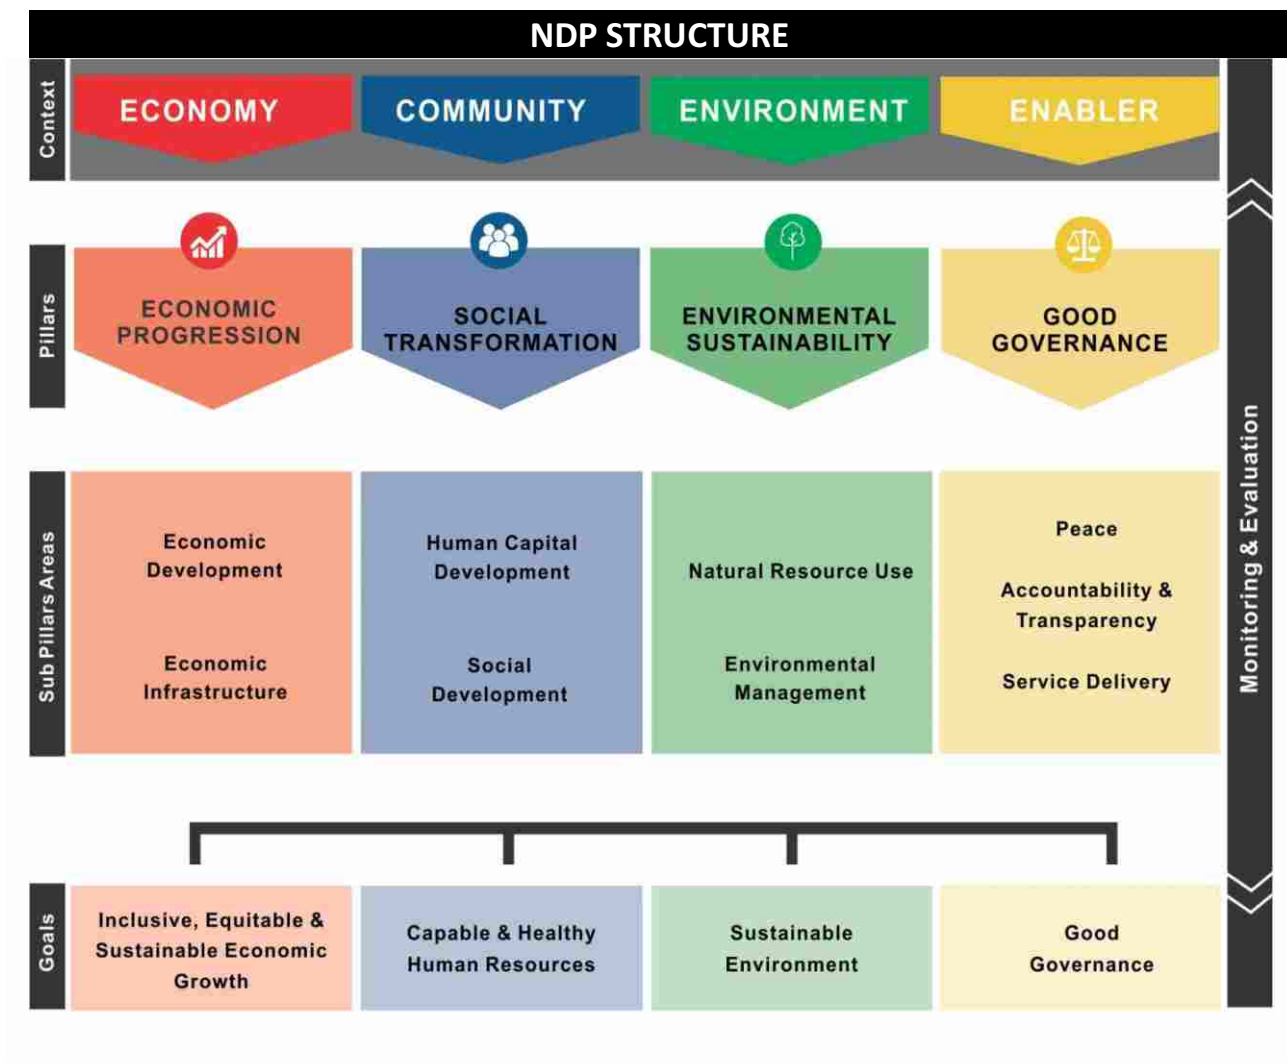 NDP STRUCTURE
Context
ECONOMY
COMMUNITY
ENVIRONMENT
ENABLER
Pillars
ECONOMIC
PROGRESSION
SOCIAL
TRANSFORMATION
ENVIRONMENTAL
SUSTAINABILITY
GOOD
GOVERNANCE
Sub Pillars Areas
Economic
Development
Economic
Infrastructure
Human Capital
Development
Social
Development
Natural Resource Use
Environmental
Management
Peace
Accountability &
Transparency
Service Delivery
Goals
Inclusive, Equitable &
Sustainable Economic
Growth
Capable & Healthy
Human Resources
Sustainable
Environment
Good
Governance
Monitoring & Evaluation